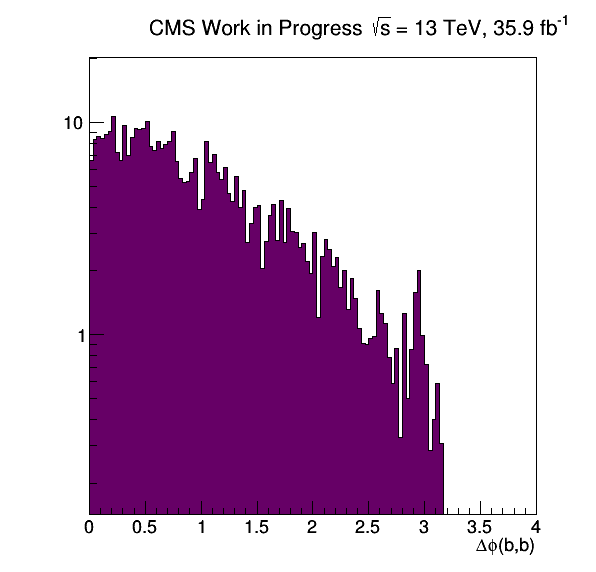 CMS Work in Progress √s = 13 TeV, 35.9 fb⁻¹
10
1
0 0.5 1 1.5 2 2.5 3 3.5 4
Δϕ(b,b)